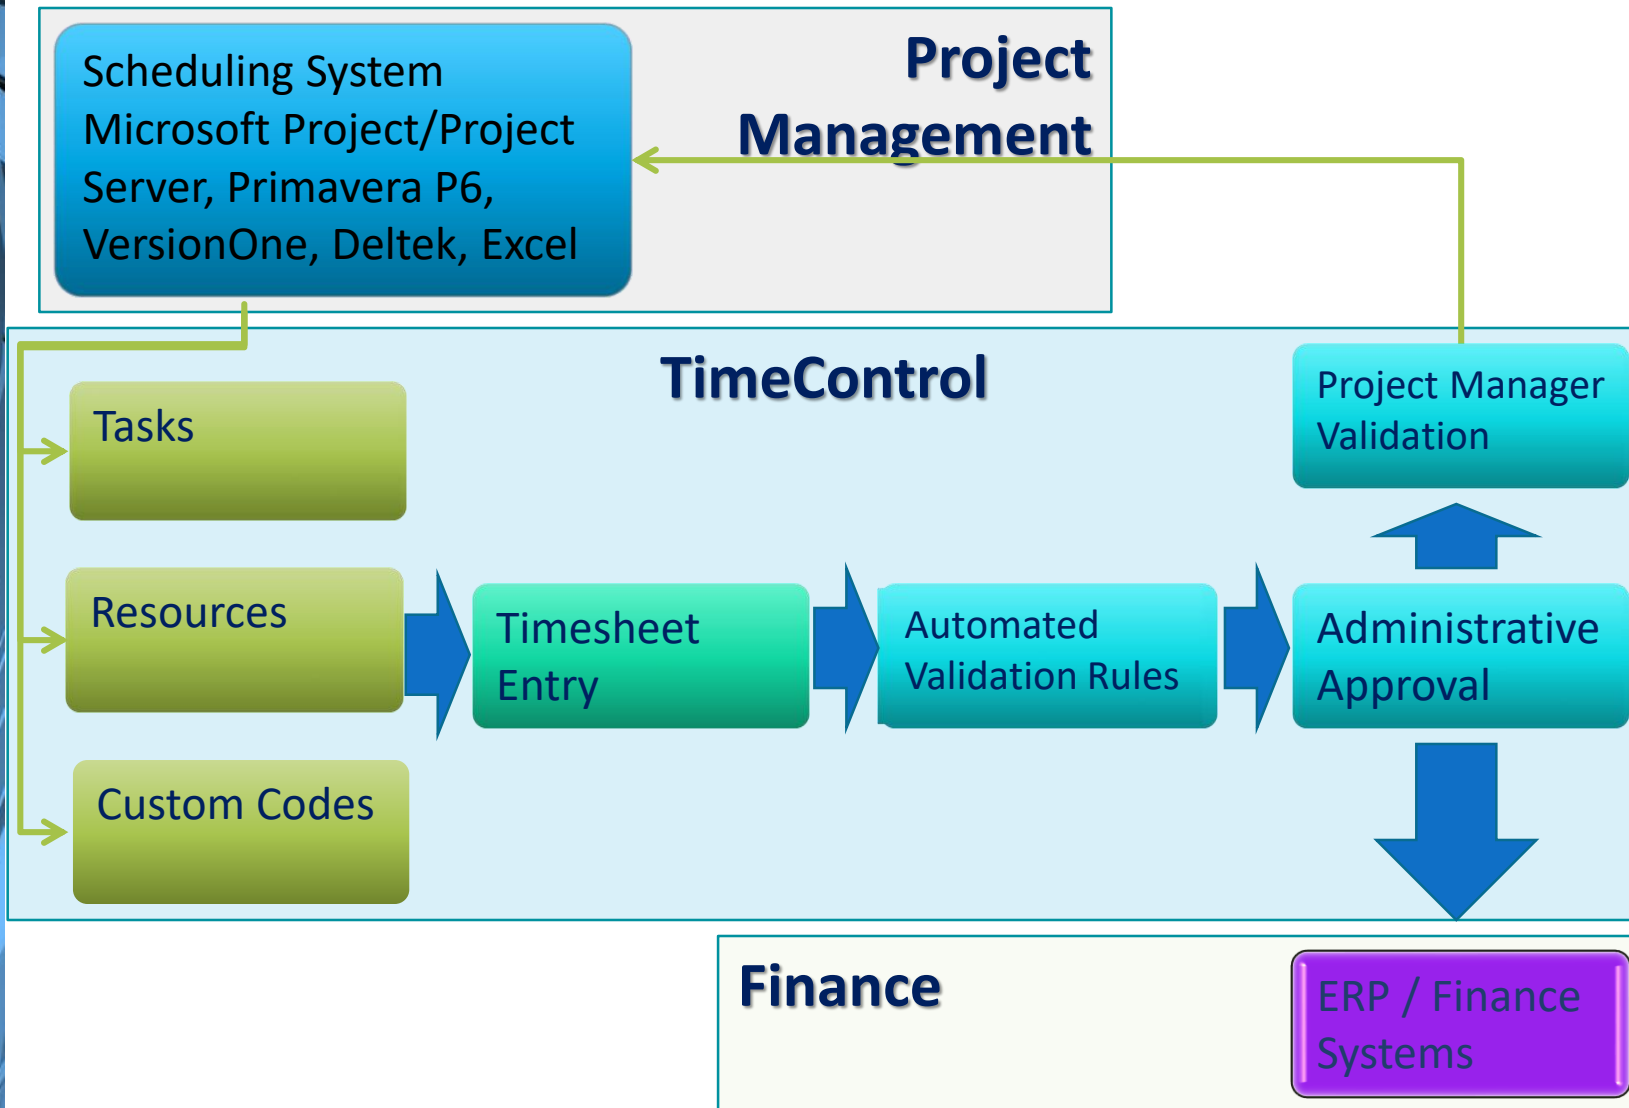 Project
Management
Scheduling System
Microsoft Project/Project
Server, Primavera P6,
VersionOne, Deltek, Excel
TimeControl
Tasks
Resources
Custom Codes
Timesheet
Entry
Automated
Validation Rules
Administrative
Approval
Project Manager
Validation
Finance
ERP / Finance
Systems